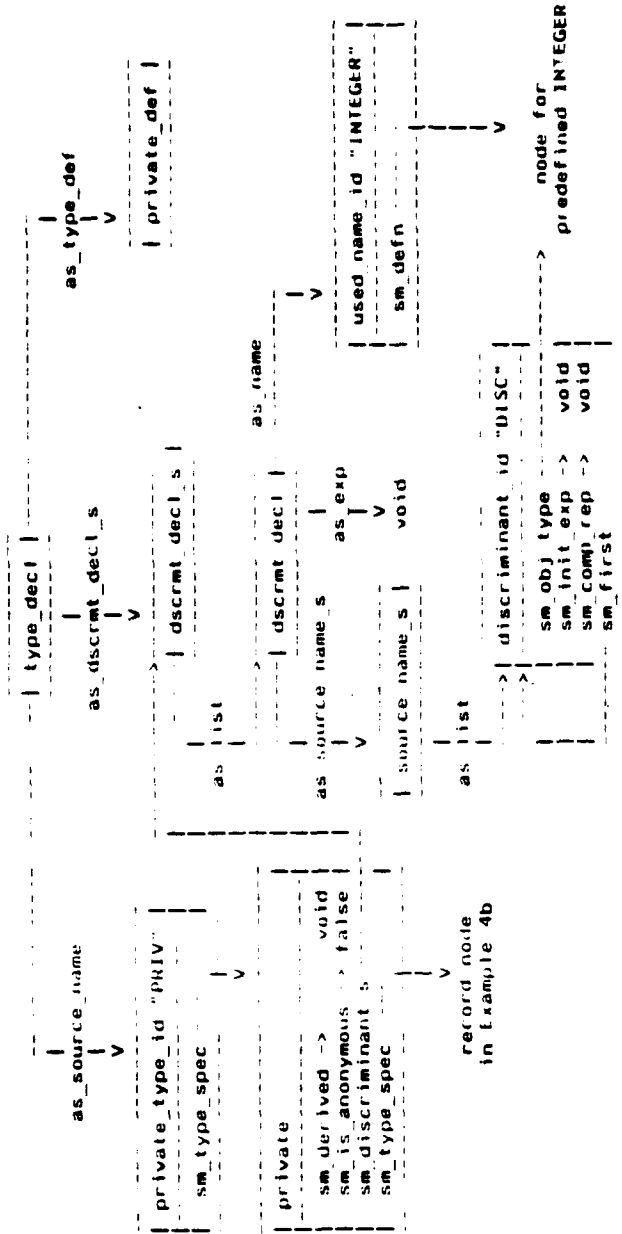 type_decl
as_source_name as_dscrmt_decl_s as_type_def
private_type_id "PRIV" dscrmt_decl_s private_def
sm_type_spec
as_list
private
sm_derived -> void
sm_is_anonymous -> false
sm_discriminant_s
sm_type_spec
dscrmt_decl
as_name
as_source_name_s as_exp
void
used_name_id "INTEGER"
sm_defn
record node
in Example 4b
source_name_s
as_list
discriminant_id "DISC"
sm_obj_type
sm_init_exp -> void
sm_comp_rep -> void
sm_first
node for
predefined INTEGER